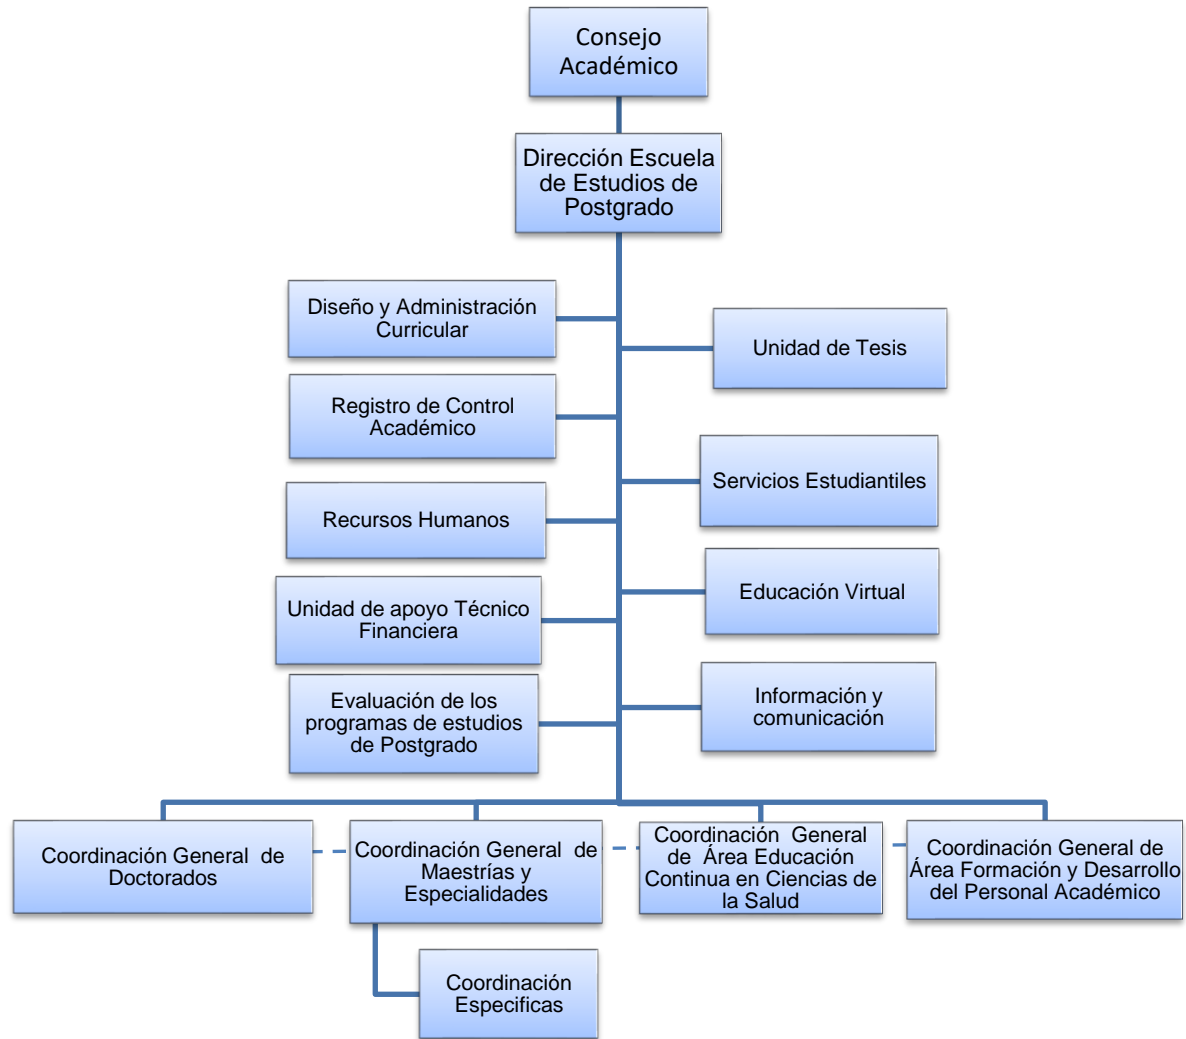 Consejo
Académico
Dirección Escuela
de Estudios de
Postgrado
Diseño y Administración
Curricular
Unidad de Tesis
Registro de Control
Académico
Servicios Estudiantiles
Recursos Humanos
Educación Virtual
Unidad de apoyo Técnico
Financiera
Información y
comunicación
Evaluación de los
programas de estudios
de Postgrado
Coordinación General de
Doctorados
Coordinación General de
Maestrías y
Especialidades
Coordinación General
de Área Educación
Continua en Ciencias de
la Salud
Coordinación General de
Área Formación y Desarrollo
del Personal Académico
Coordinación
Especificas